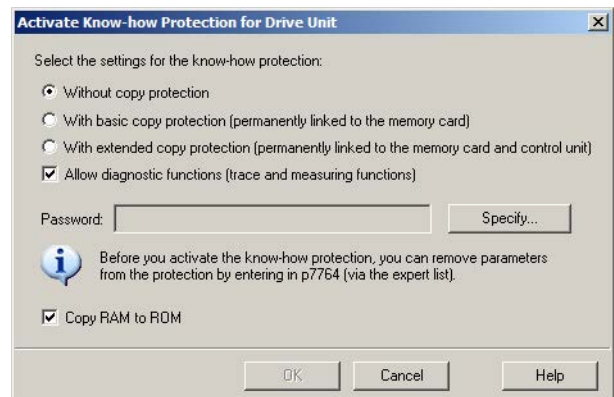 Activate Know-how Protection for Drive Unit
Select the settings for the know-how protection:
Without copy protection
With basic copy protection (permanently linked to the memory card)
With extended copy protection (permanently linked to the memory card and control unit)
Allow diagnostic functions (trace and measuring functions)
Password:
Specify...
Before you activate the know-how protection, you can remove parameters
from the protection by entering in p7764 (via the expert list).
Copy RAM to ROM
OK
Cancel
Help